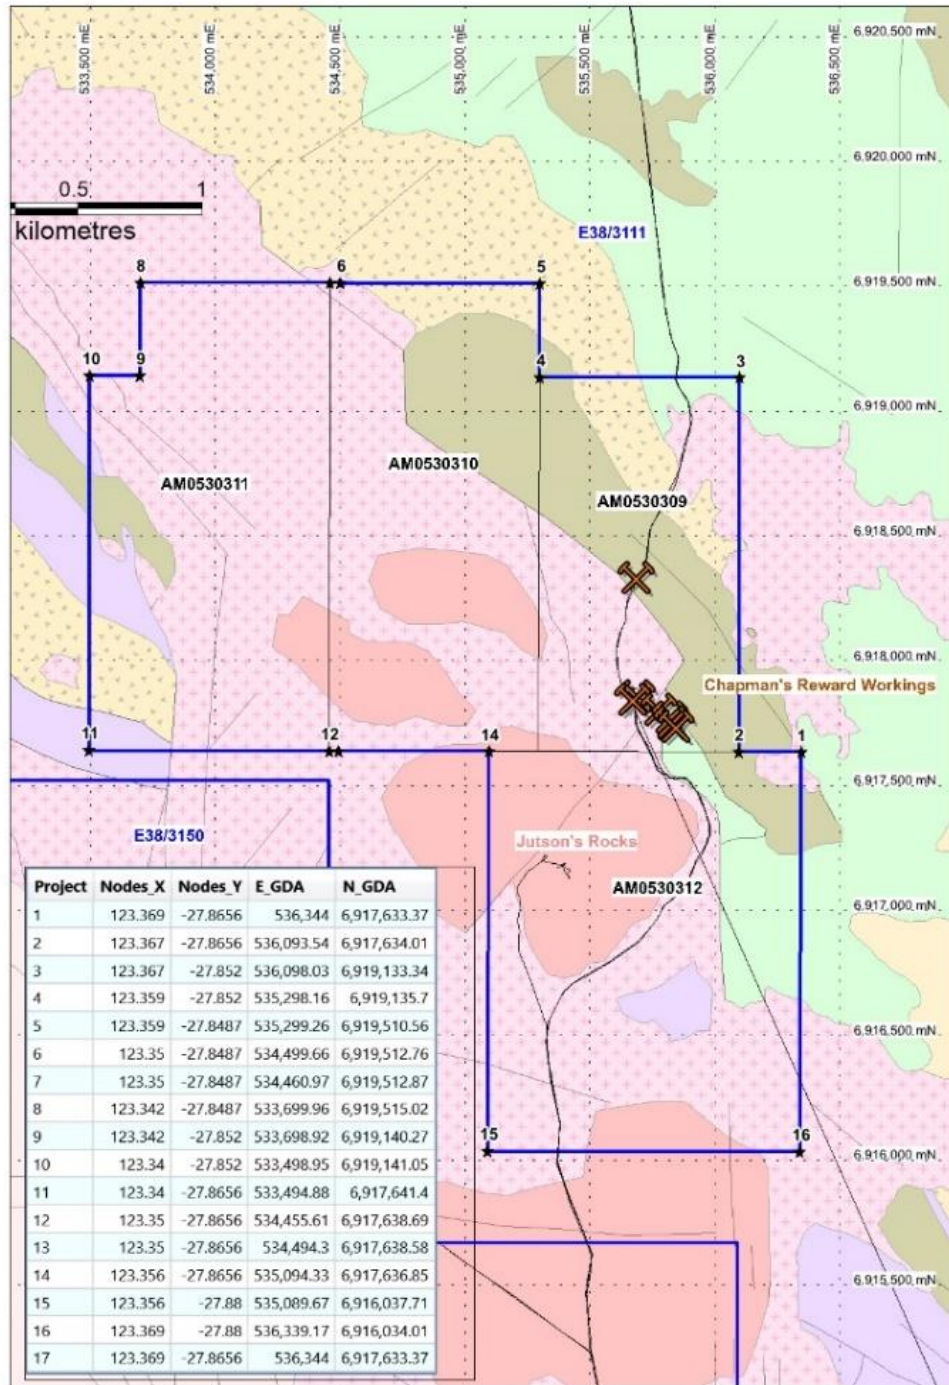 533,500 mE
534,000 mE
534,500 mE
535,000 mE
535,500 mE
536,000 mE
536,500 mE
6,920,500 mN
6,920,000 mN
0.5 1
kilometres
E38/3111
8 6 5
6,919,500 mN
10 9 4 3
6,919,000 mN
AM0530311
AM0530310
AM0530309
6,918,500 mN
6,918,000 mN
Chapman's Reward Workings
11 12 14 2 1
6,917,500 mN
E38/3150
Jutson's Rocks
AM0530312
6,917,000 mN
6,916,500 mN
15 16
6,916,000 mN
6,915,500 mN
Project Nodes_X Nodes_Y E_GDA N_GDA
1 123.369 -27.8656 536,344 6,917,633.37
2 123.367 -27.8656 536,093.54 6,917,634.01
3 123.367 -27.852 536,098.03 6,919,133.34
4 123.359 -27.852 535,298.16 6,919,135.7
5 123.359 -27.8487 535,299.26 6,919,510.56
6 123.35 -27.8487 534,499.66 6,919,512.76
7 123.35 -27.8487 534,460.97 6,919,512.87
8 123.342 -27.8487 533,699.96 6,919,515.02
9 123.342 -27.852 533,698.92 6,919,140.27
10 123.34 -27.852 533,498.95 6,919,141.05
11 123.34 -27.8656 533,494.88 6,917,641.4
12 123.35 -27.8656 534,455.61 6,917,638.69
13 123.35 -27.8656 534,494.3 6,917,638.58
14 123.356 -27.8656 535,094.33 6,917,636.85
15 123.356 -27.88 535,089.67 6,916,037.71
16 123.369 -27.88 536,339.17 6,916,034.01
17 123.369 -27.8656 536,344 6,917,633.37